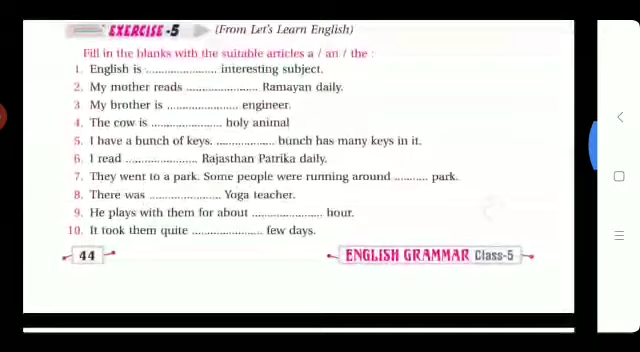 EXERCISE -5 (From Let's Learn English)
Fill in the blanks with the suitable articles a / an / the :
1. English is ........................ interesting subject.
2. My mother reads ........................ Ramayan daily.
3. My brother is ........................ engineer.
4. The cow is ........................ holy animal
5. I have a bunch of keys. .................... bunch has many keys in it.
6. I read ........................ Rajasthan Patrika daily.
7. They went to a park. Some people were running around ........... park.
8. There was ........................ Yoga teacher.
9. He plays with them for about ........................ hour.
10. It took them quite ........................ few days.
44 ENGLISH GRAMMAR Class-5